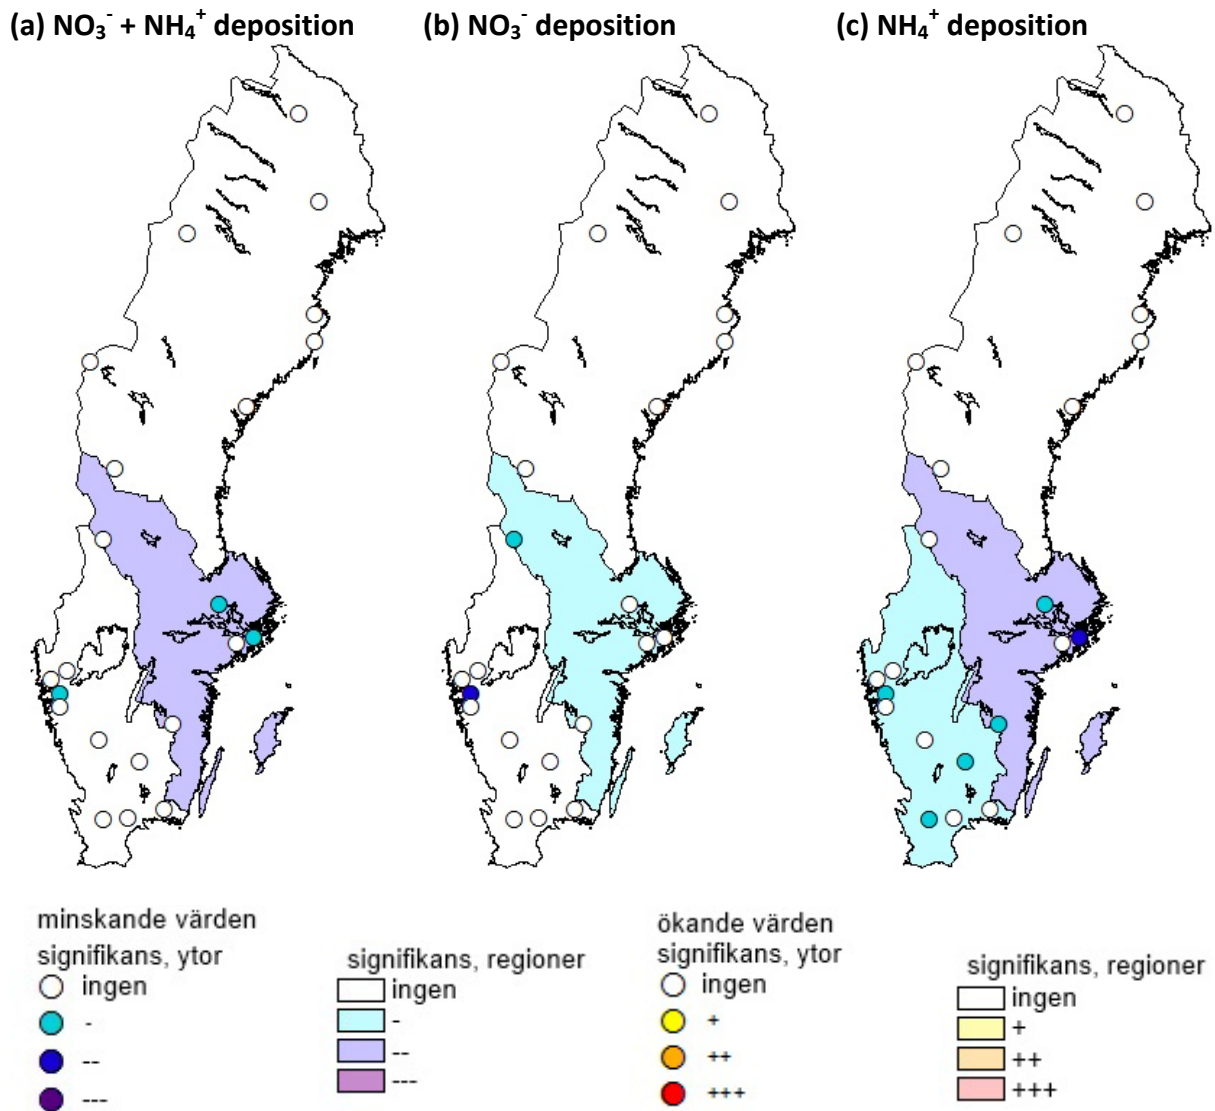 (a) NO₃⁻ + NH₄⁺ deposition
(b) NO₃⁻ deposition
(c) NH₄⁺ deposition
minskande värden
signifikans, ytor
ingen
-
--
---
signifikans, regioner
ingen
-
--
---
ökande värden
signifikans, ytor
ingen
+
++
+++
signifikans, regioner
ingen
+
++
+++